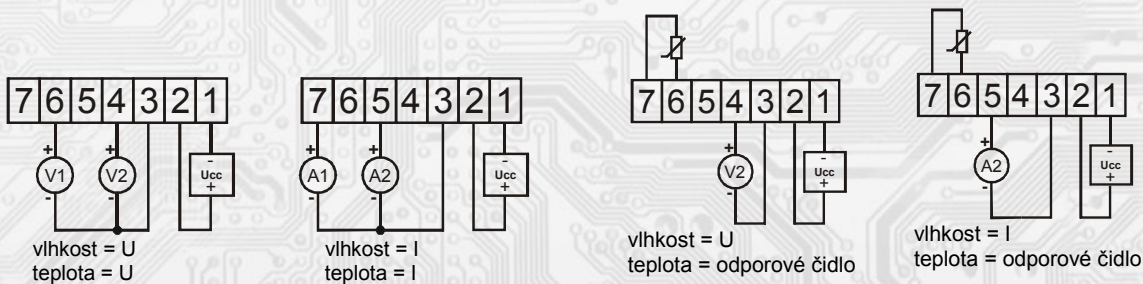 7 6 5 4 3 2 1
+ +
V1 V2
- -
- Ucc +
vlhkost = U
teplota = U
7 6 5 4 3 2 1
+ +
A1 A2
- -
- Ucc +
vlhkost = I
teplota = I
7 6 5 4 3 2 1
+
V2
-
- Ucc +
vlhkost = U
teplota = odporové čidlo
7 6 5 4 3 2 1
+
A2
-
- Ucc +
vlhkost = I
teplota = odporové čidlo